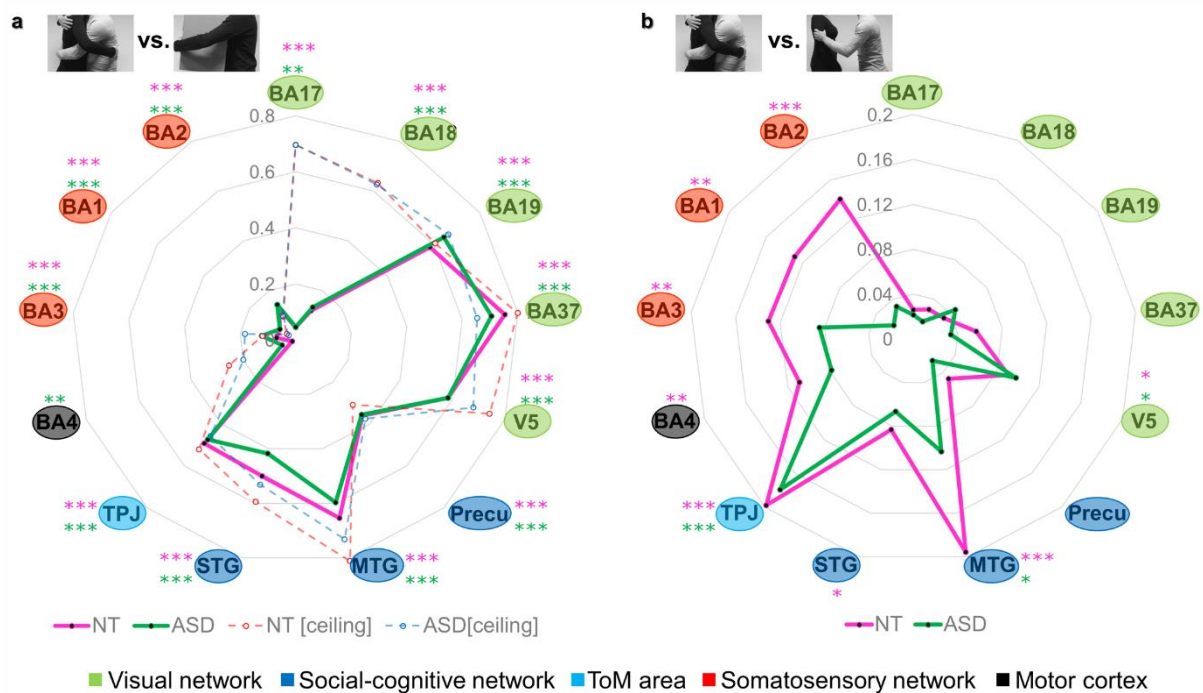 a
vs.
***
**
BA17
***
***
BA18
***
***
BA19
***
***
BA37
***
***
V5
***
***
Precu
***
***
MTG
***
***
STG
***
***
TPJ
**
BA4
***
***
BA3
***
***
BA1
***
***
BA2
0.8
0.6
0.4
0.2
0
NT ASD NT [ceiling] ASD[ceiling]
b
vs.
BA17
BA18
BA19
BA37
*
*
V5
Precu
***
*
MTG
STG
*
***
***
TPJ
**
BA4
**
BA3
**
BA1
***
BA2
0.2
0.16
0.12
0.08
0.04
0
NT ASD
Visual network Social-cognitive network ToM area Somatosensory network Motor cortex